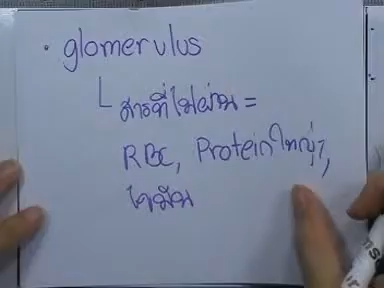 • glomerulus
└ สารที่ไม่ผ่าน =
RBC, Proteinใหญ่ๆ,
ไขมัน